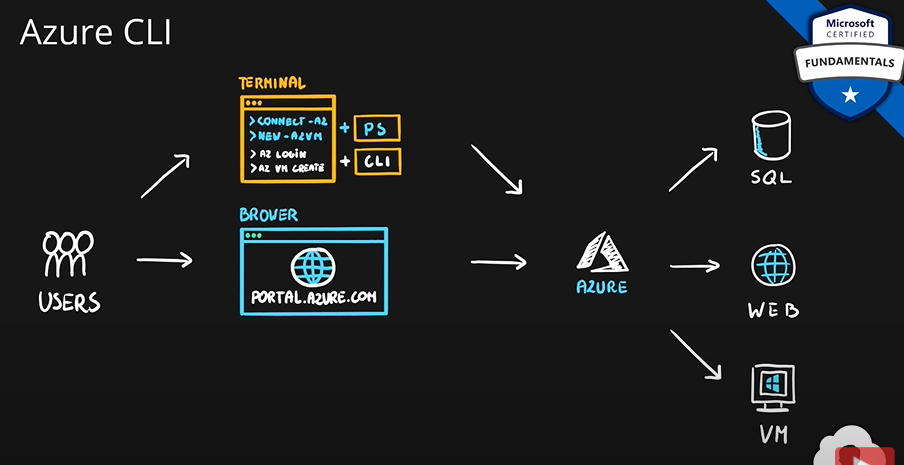 Azure CLI
Microsoft
CERTIFIED
FUNDAMENTALS
TERMINAL
>CONNECT-AZ
>NEW-AZVM
+ PS
>AZ LOGIN
>AZ VM CREATE
+ CLI
SQL
BROWER
PORTAL.AZURE.COM
USERS
AZURE
WEB
VM